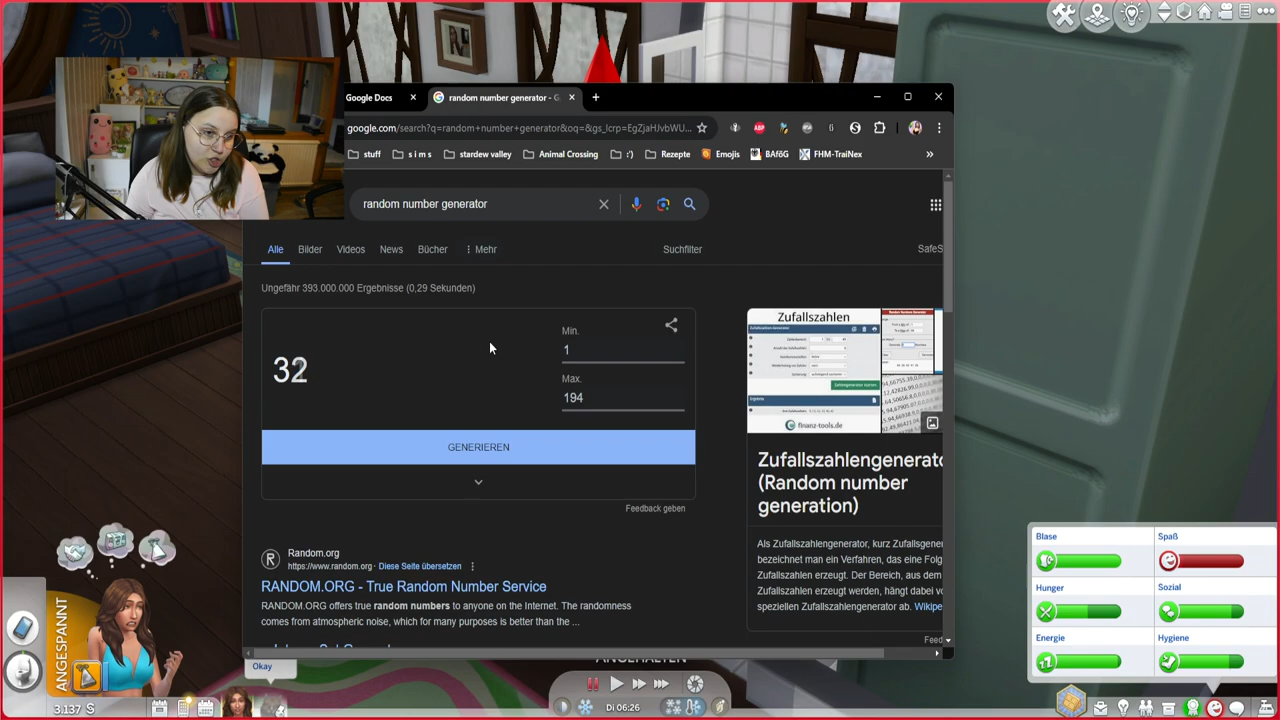 Google Docs
random number generator - G
google.com/search?q=random+number+generator&oq=&gs_lcrp=EgZjaHJvbWU...
stuff
s i m s
stardew valley
Animal Crossing
:')
Rezepte
Emojis
BAföG
FHM-TraiNex
»
random number generator
Alle
Bilder
Videos
News
Bücher
Mehr
Suchfilter
SafeS
Ungefähr 393.000.000 Ergebnisse (0,29 Sekunden)
32
Min.
1
Max.
194
GENERIEREN
Feedback geben
Zufallszahlen
finanz-tools.de
Zufallszahlengenerato
(Random number
generation)
Als Zufallszahlengenerator, kurz Zufallsgener
bezeichnet man ein Verfahren, das eine Folg
Zufallszahlen erzeugt. Der Bereich, aus dem
Zufallszahlen erzeugt werden, hängt dabei vo
speziellen Zufallszahlengenerator ab. Wikipe
Feed
R
Random.org
https://www.random.org · Diese Seite übersetzen
RANDOM.ORG - True Random Number Service
RANDOM.ORG offers true random numbers to anyone on the Internet. The randomness
comes from atmospheric noise, which for many purposes is better than the ...
ANGESPANNT
3.137 $
Okay
ANGEHALTEN
Di 06:26
Blase
Spaß
Hunger
Sozial
Energie
Hygiene